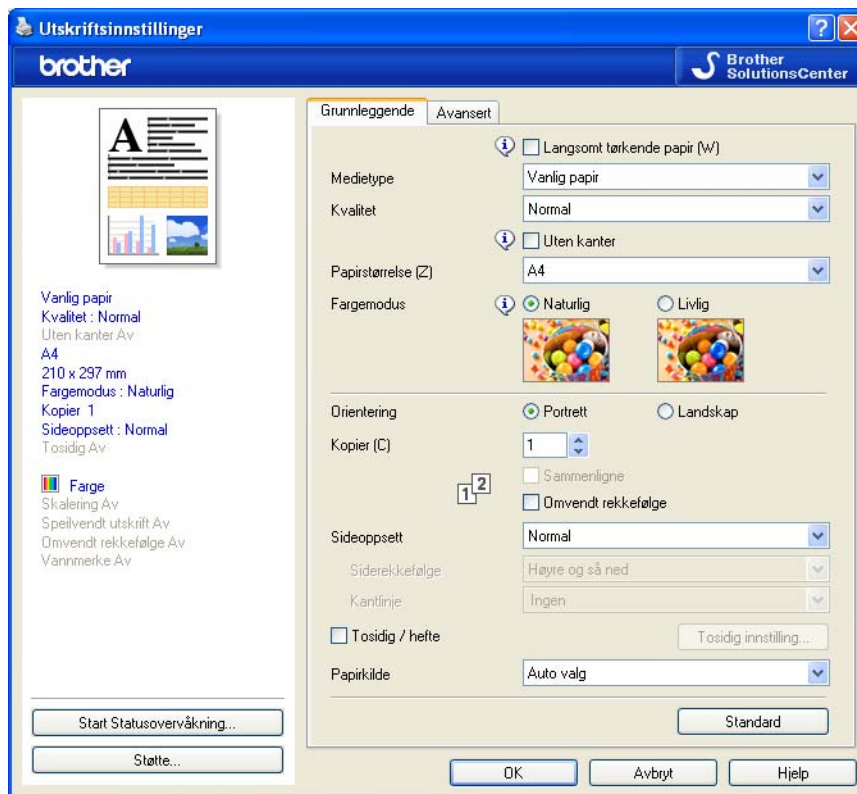 Utskriftsinnstillinger
brother
Brother
SolutionsCenter
A
Vanlig papir
Kvalitet : Normal
Uten kanter Av
A4
210 x 297 mm
Fargemodus : Naturlig
Kopier 1
Sideoppsett : Normal
Tosidig Av
Farge
Skalering Av
Speilvendt utskrift Av
Omvendt rekkefølge Av
Vannmerke Av
Start Statusovervåkning...
Støtte...
Grunnleggende
Avansert
Langsomt tørkende papir (W)
Medietype Vanlig papir
Kvalitet Normal
Uten kanter
Papirstørrelse (Z) A4
Fargemodus Naturlig Livlig
Orientering Portrett Landskap
Kopier (C) 1
Sammenligne
12
Omvendt rekkefølge
Sideoppsett Normal
Siderekkefølge Høyre og så ned
Kantlinje Ingen
Tosidig / hefte Tosidig innstilling...
Papirkilde Auto valg
Standard
OK Avbryt Hjelp